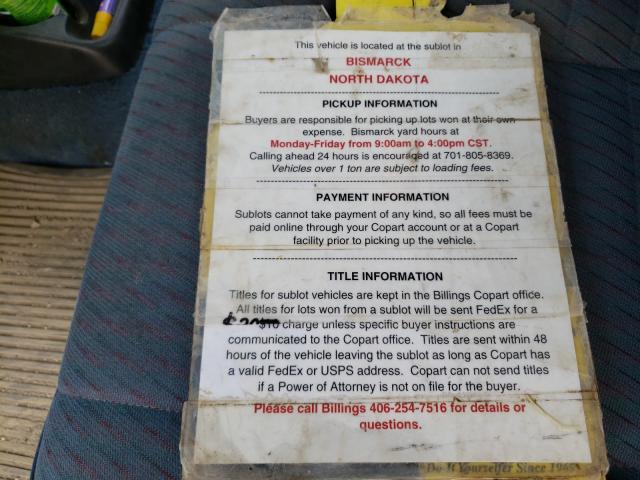 This vehicle is located at the sublot in
BISMARCK
NORTH DAKOTA
PICKUP INFORMATION
Buyers are responsible for picking up lots won at their own
expense. Bismarck yard hours at
Monday-Friday from 9:00am to 4:00pm CST.
Calling ahead 24 hours is encouraged at 701-805-8369.
Vehicles over 1 ton are subject to loading fees.
PAYMENT INFORMATION
Sublots cannot take payment of any kind, so all fees must be
paid online through your Copart account or at a Copart
facility prior to picking up the vehicle.
TITLE INFORMATION
Titles for sublot vehicles are kept in the Billings Copart office.
All titles for lots won from a sublot will be sent FedEx for a
charge unless specific buyer instructions are
communicated to the Copart office. Titles are sent within 48
hours of the vehicle leaving the sublot as long as Copart has
a valid FedEx or USPS address. Copart can not send titles
if a Power of Attorney is not on file for the buyer.
Please call Billings 406-254-7516 for details or
questions.
Do It Yourselfer Since 1969